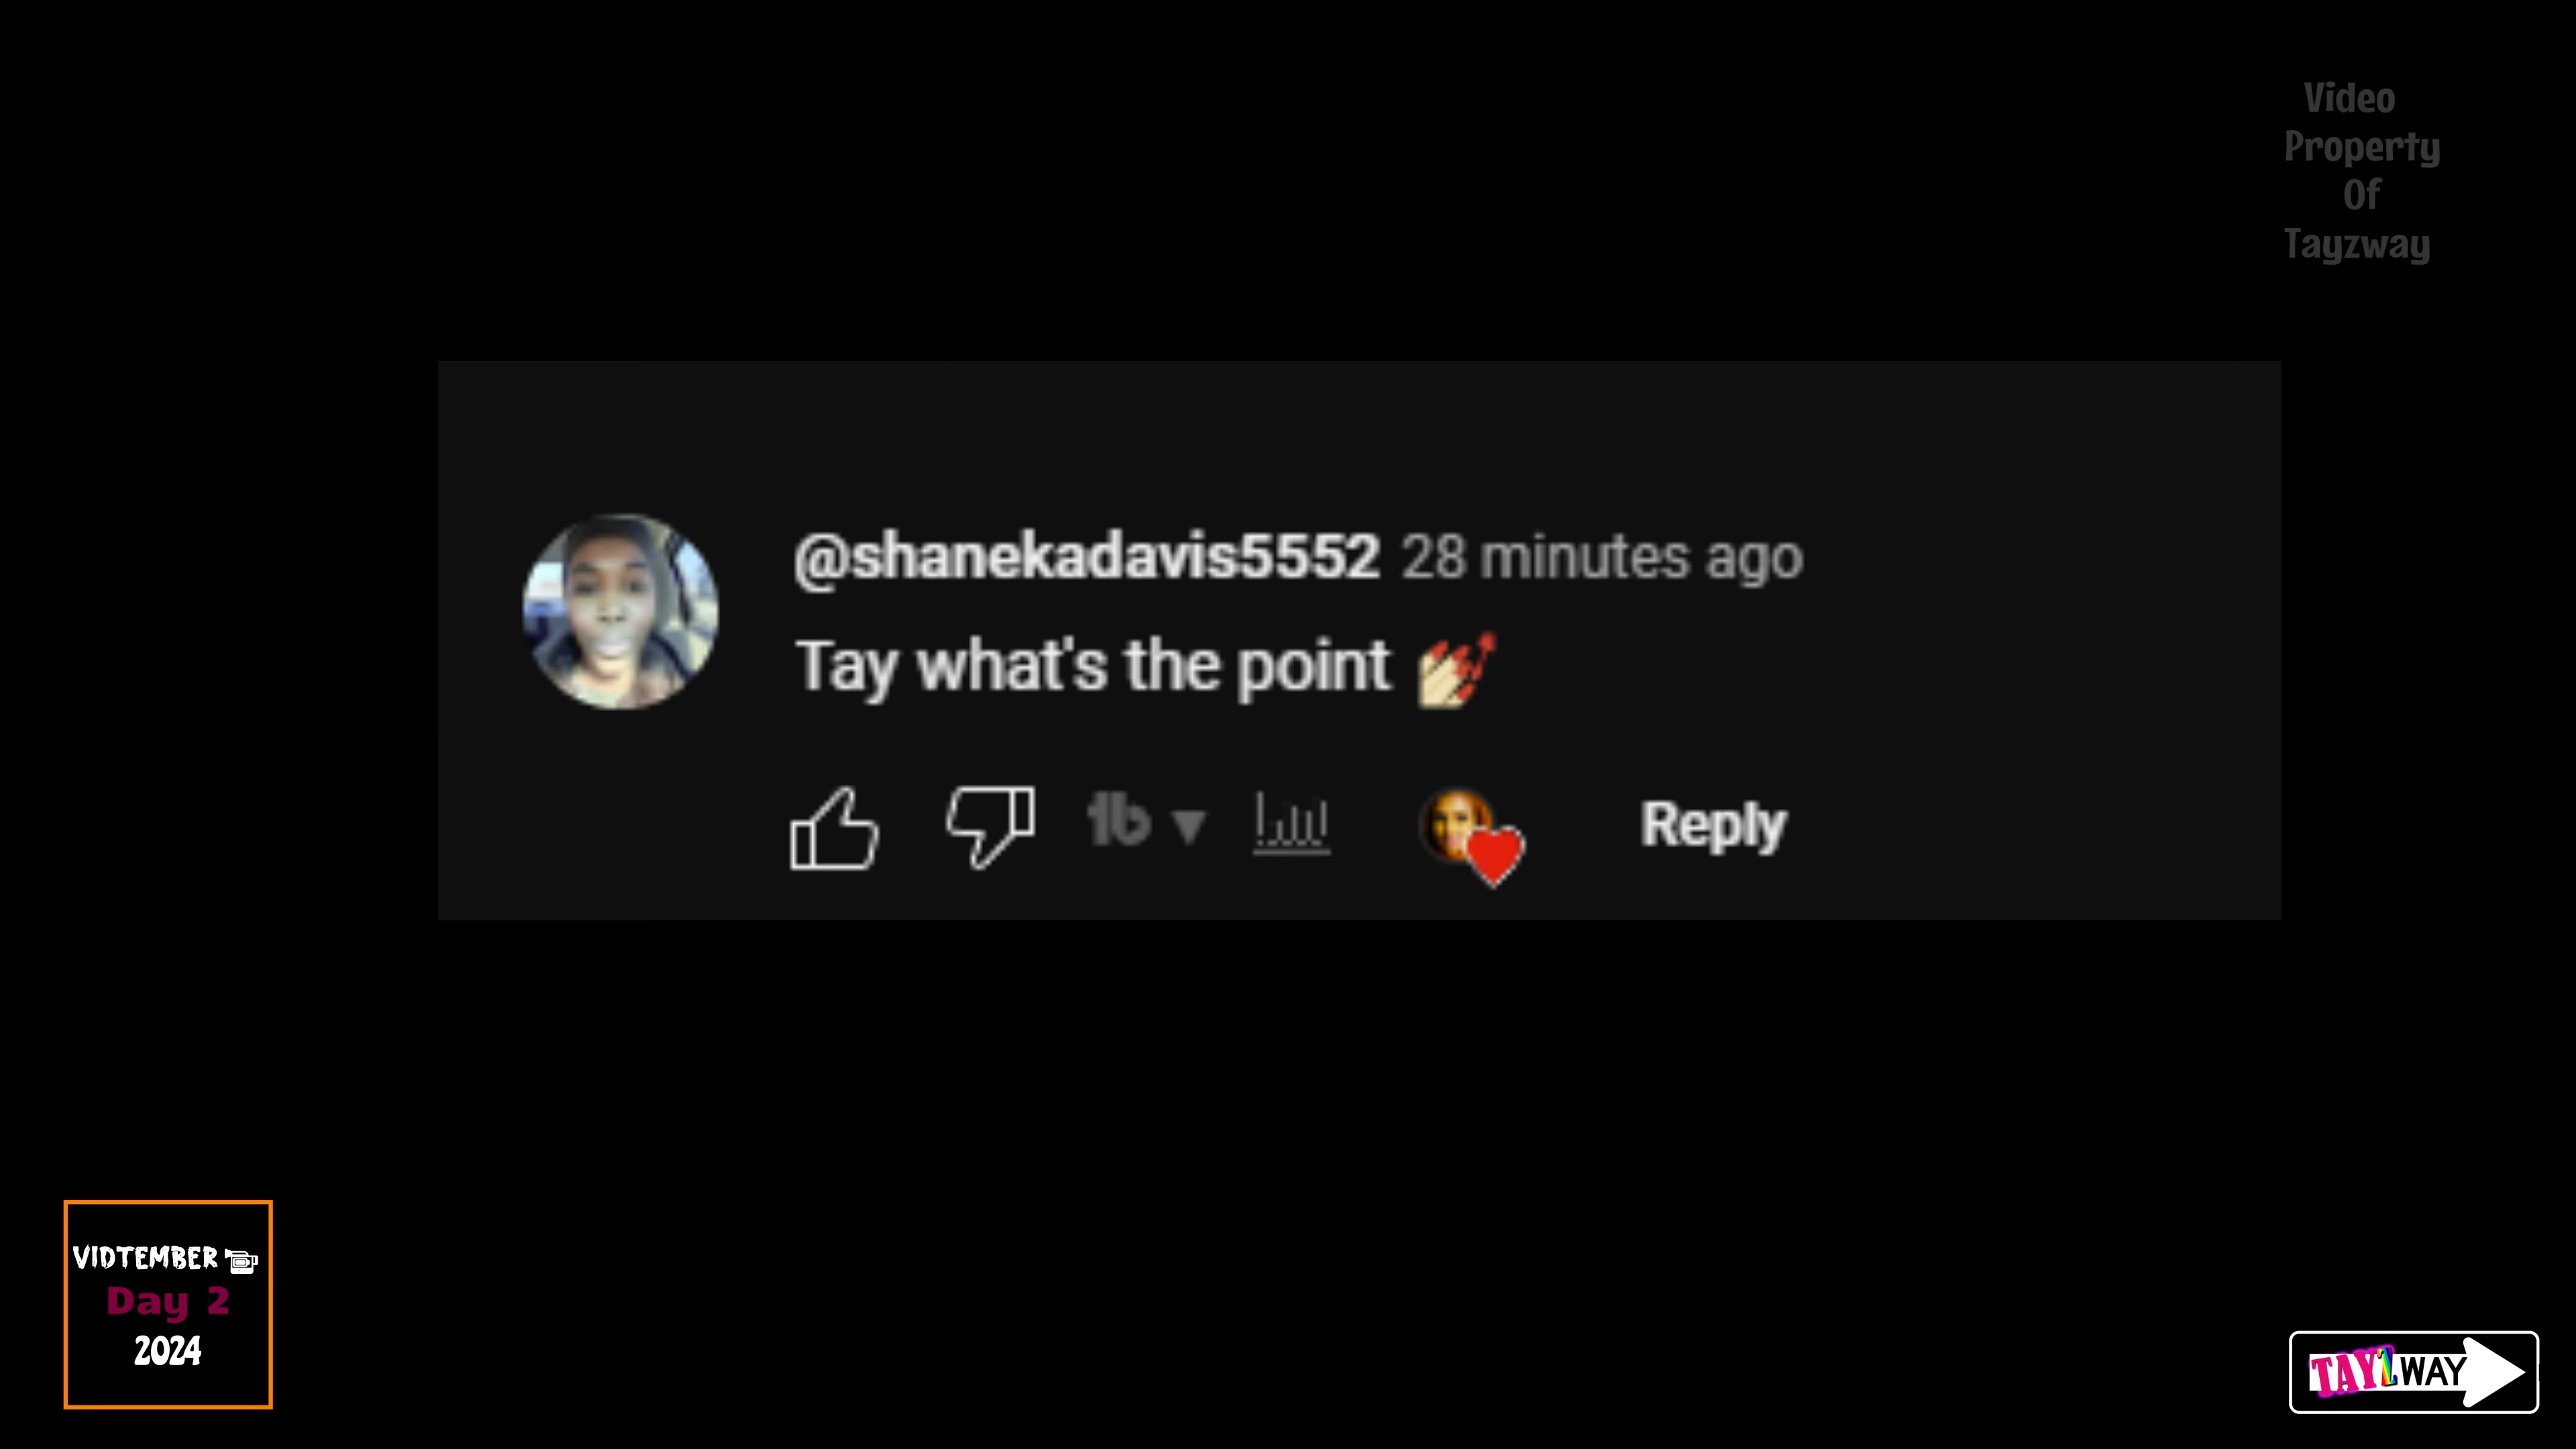 Video
Property
Of
Tayzway
@shanekadavis5552 28 minutes ago
Tay what's the point 💅🏻
Reply
VIDTEMBER
Day 2
2024
TAY'Z WAY